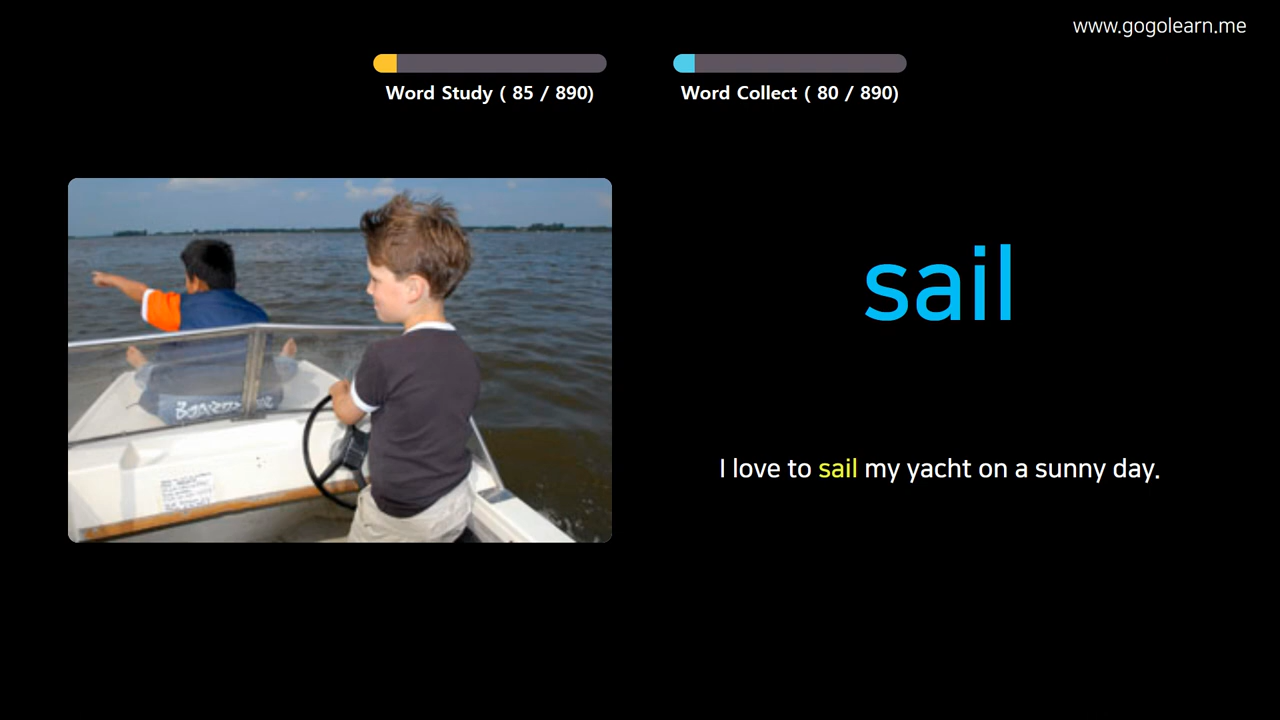 www.gogolearn.me
Word Study ( 85 / 890)
Word Collect ( 80 / 890)
sail
I love to sail my yacht on a sunny day.